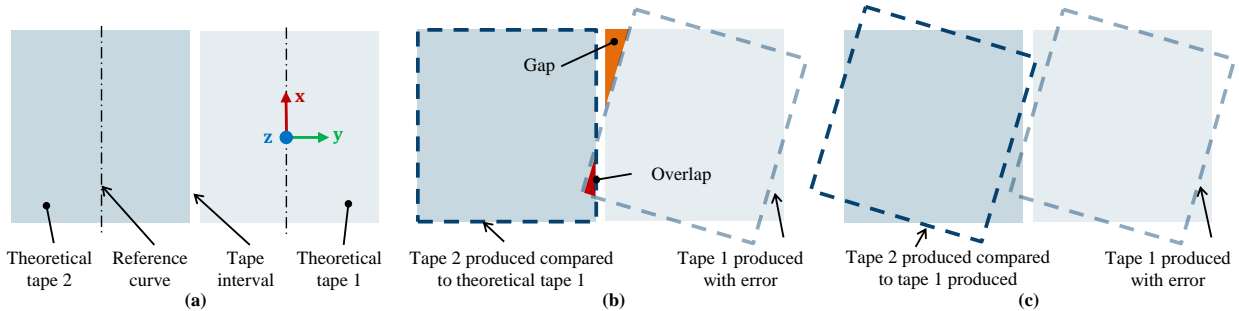 x
z
y
Theoretical
tape 2
Reference
curve
Tape
interval
Theoretical
tape 1
(a)
Gap
Overlap
Tape 2 produced compared
to theoretical tape 1
Tape 1 produced
with error
(b)
Tape 2 produced compared
to tape 1 produced
Tape 1 produced
with error
(c)